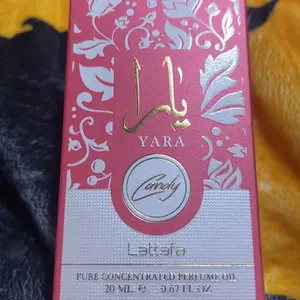 يارا
YARA
Candy
Lattafa
PURE CONCENTRATED PERFUME OIL
20 ML. ℮ 0.67 FL. OZ